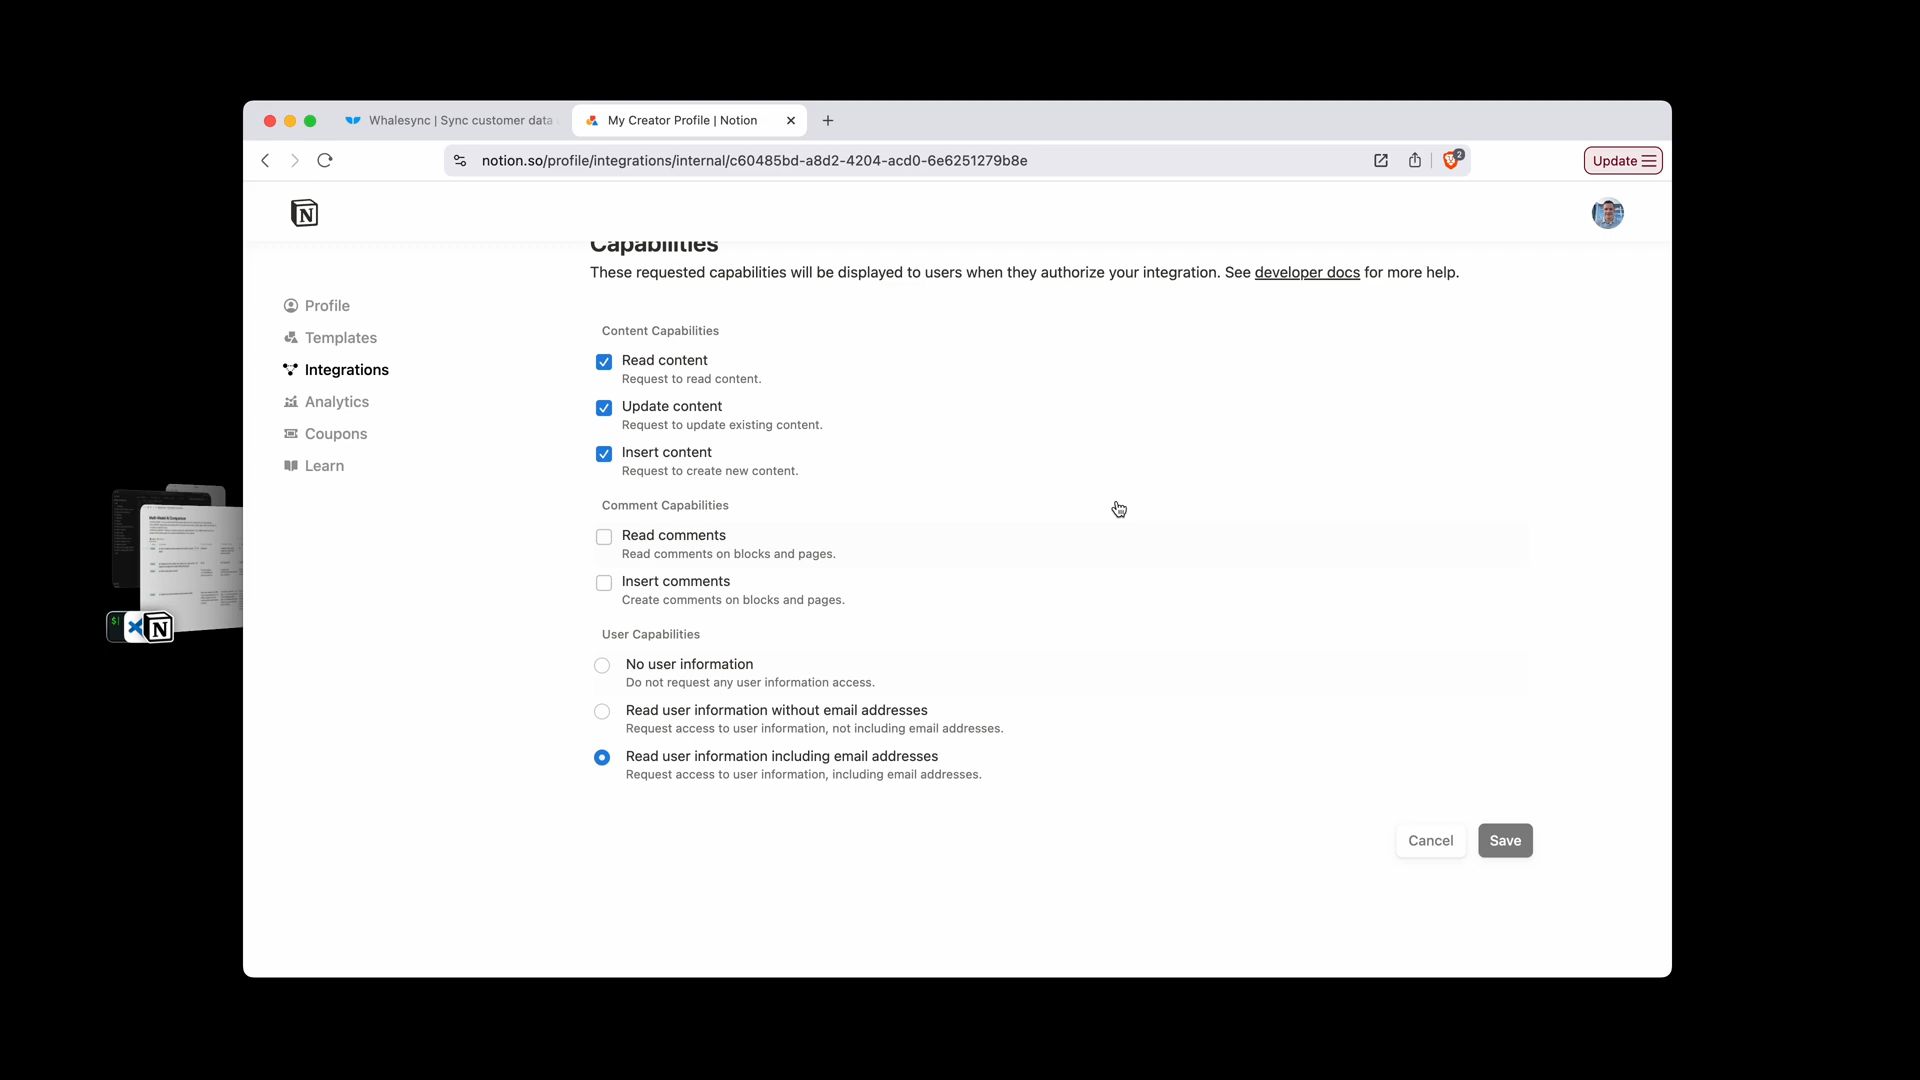 Whalesync | Sync customer data
My Creator Profile | Notion
notion.so/profile/integrations/internal/c60485bd-a8d2-4204-acd0-6e6251279b8e
2
Update
N
Capabilities
These requested capabilities will be displayed to users when they authorize your integration. See developer docs for more help.
Profile
Templates
Integrations
Analytics
Coupons
Learn
Content Capabilities
Read content
Request to read content.
Update content
Request to update existing content.
Insert content
Request to create new content.
Comment Capabilities
Read comments
Read comments on blocks and pages.
Insert comments
Create comments on blocks and pages.
User Capabilities
No user information
Do not request any user information access.
Read user information without email addresses
Request access to user information, not including email addresses.
Read user information including email addresses
Request access to user information, including email addresses.
Cancel
Save
$
N